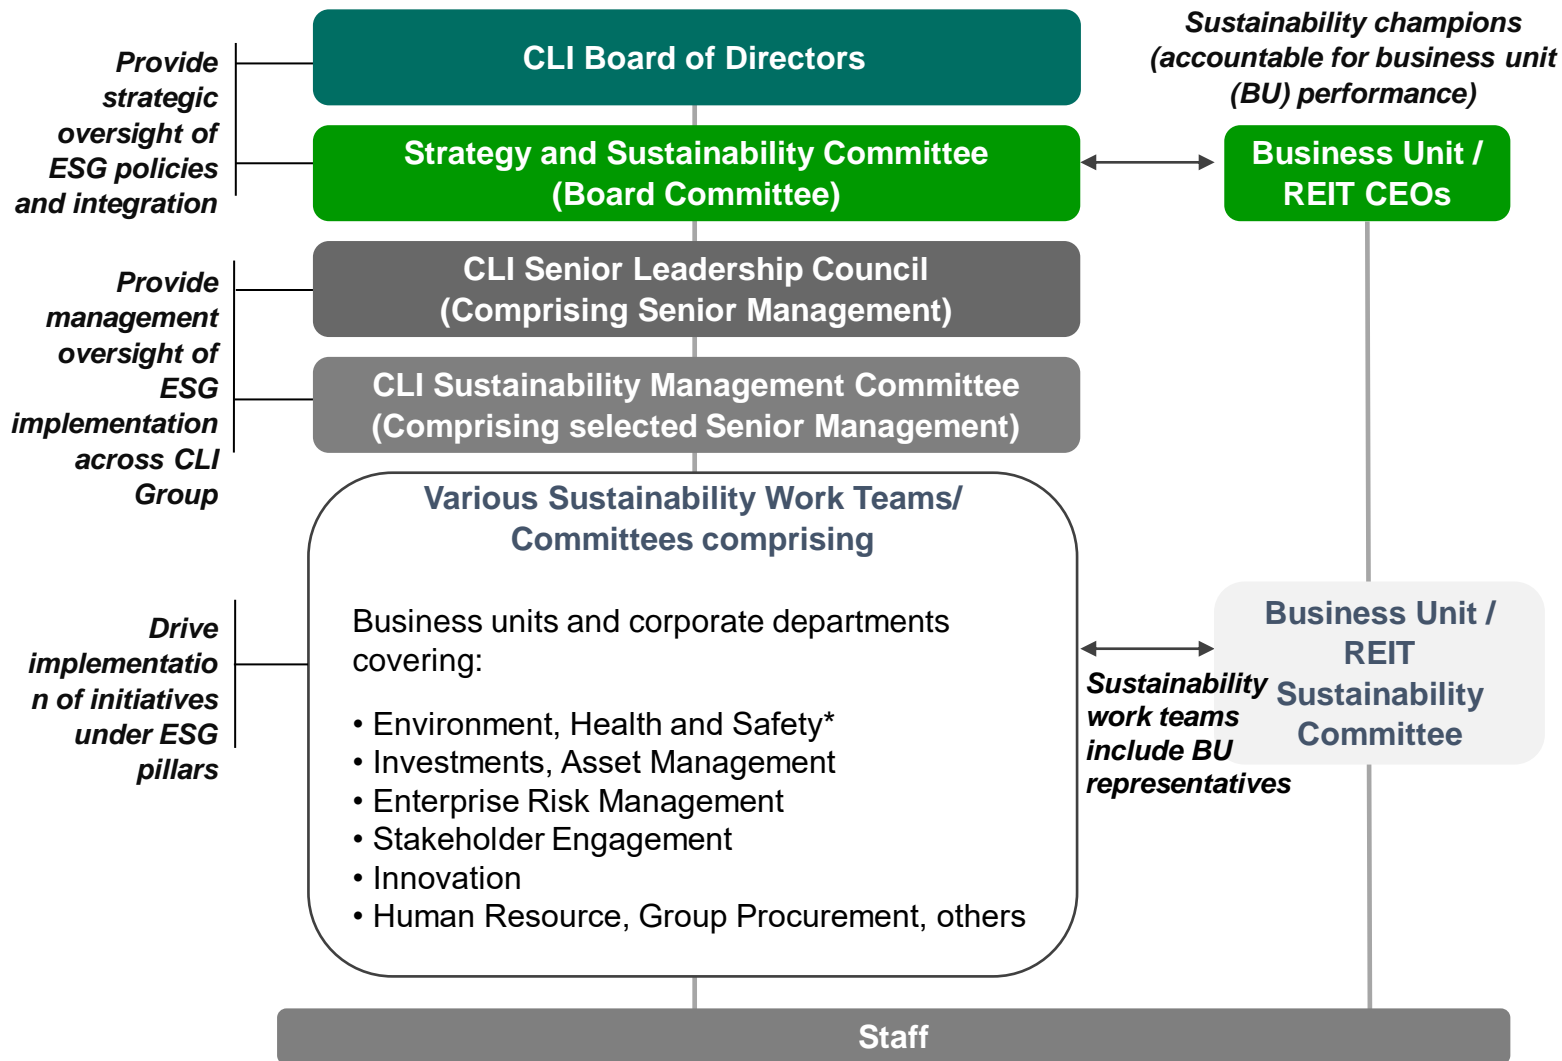 CLI Board of Directors
Sustainability champions
(accountable for business unit
(BU) performance)
Provide
strategic
oversight of
ESG policies
and integration
Strategy and Sustainability Committee
(Board Committee)
Business Unit /
REIT CEOs
Provide
management
oversight of
ESG
implementation
across CLI
Group
CLI Senior Leadership Council
(Comprising Senior Management)
CLI Sustainability Management Committee
(Comprising selected Senior Management)
Various Sustainability Work Teams/
Committees comprising
Business units and corporate departments
covering:
• Environment, Health and Safety*
• Investments, Asset Management
• Enterprise Risk Management
• Stakeholder Engagement
• Innovation
• Human Resource, Group Procurement, others
Drive
implementatio
n of initiatives
under ESG
pillars
Business Unit /
REIT
Sustainability
Committee
Sustainability
work teams
include BU
representatives
Staff